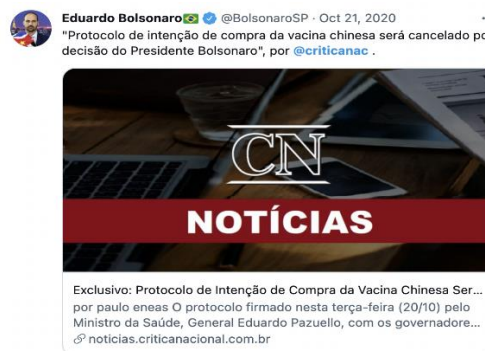 Eduardo Bolsonaro🇧🇷 @BolsonaroSP · Oct 21, 2020
"Protocolo de intenção de compra da vacina chinesa será cancelado
decisão do Presidente Bolsonaro", por @criticanac .
CN
NOTÍCIAS
Exclusivo: Protocolo de Intenção de Compra da Vacina Chinesa Ser...
por paulo eneas O protocolo firmado nesta terça-feira (20/10) pelo
Ministro da Saúde, General Eduardo Pazuello, com os governadore...
noticias.criticanacional.com.br